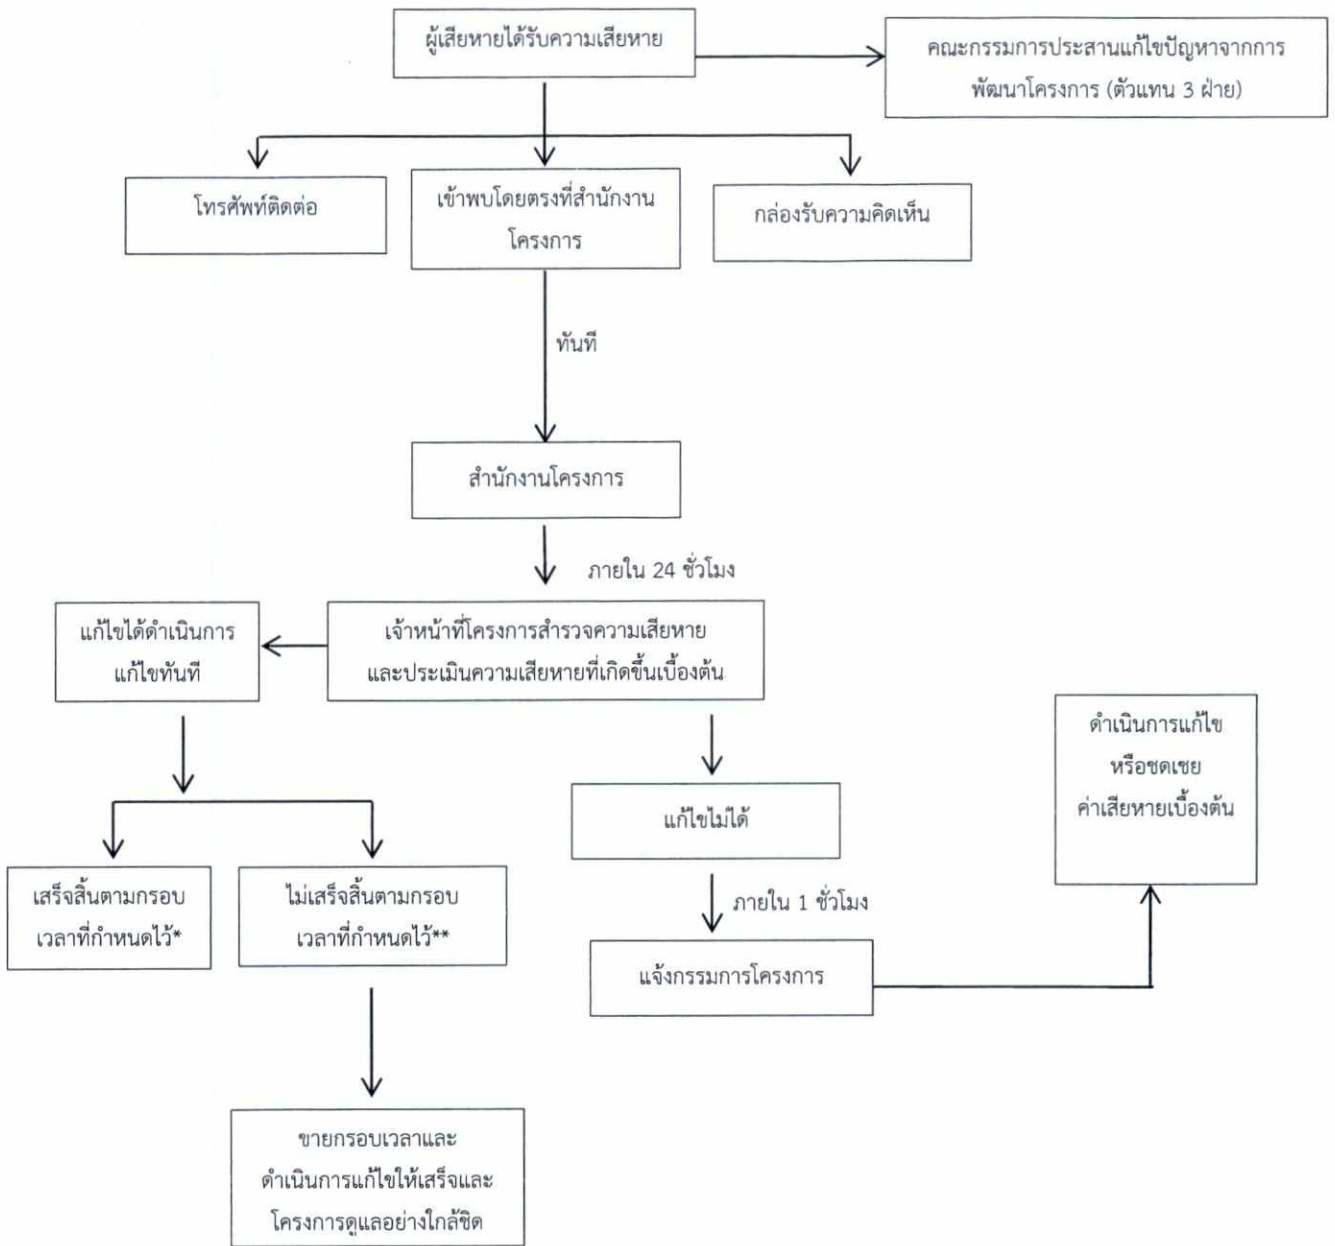 ผู้เสียหายได้รับความเสียหาย
คณะกรรมการประสานแก้ไขปัญหาจากการ
พัฒนาโครงการ (ตัวแทน 3 ฝ่าย)
โทรศัพท์ติดต่อ
เข้าพบโดยตรงที่สำนักงาน
โครงการ
กล่องรับความคิดเห็น
ทันที
สำนักงานโครงการ
ภายใน 24 ชั่วโมง
แก้ไขได้ดำเนินการ
แก้ไขทันที
เจ้าหน้าที่โครงการสำรวจความเสียหาย
และประเมินความเสียหายที่เกิดขึ้นเบื้องต้น
ดำเนินการแก้ไข
หรือชดเชย
ค่าเสียหายเบื้องต้น
แก้ไขไม่ได้
เสร็จสิ้นตามกรอบ
เวลาที่กำหนดไว้*
ไม่เสร็จสิ้นตามกรอบ
เวลาที่กำหนดไว้**
ภายใน 1 ชั่วโมง
แจ้งกรรมการโครงการ
ขายกรอบเวลาและ
ดำเนินการแก้ไขให้เสร็จและ
โครงการดูแลอย่างใกล้ชิด